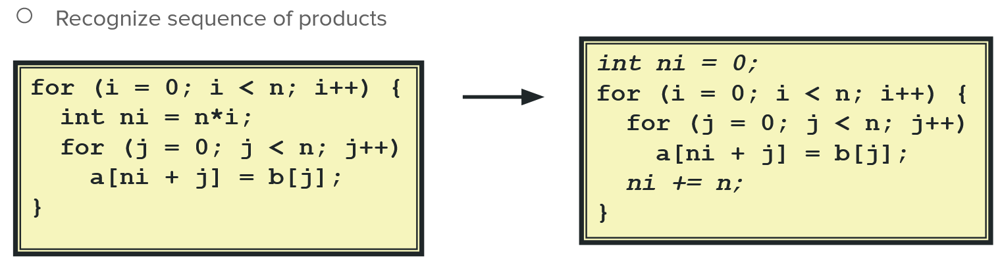 Recognize sequence of products
for (i = 0; i < n; i++) {
  int ni = n*i;
  for (j = 0; j < n; j++)
    a[ni + j] = b[j];
}
int ni = 0;
for (i = 0; i < n; i++) {
  for (j = 0; j < n; j++)
    a[ni + j] = b[j];
  ni += n;
}